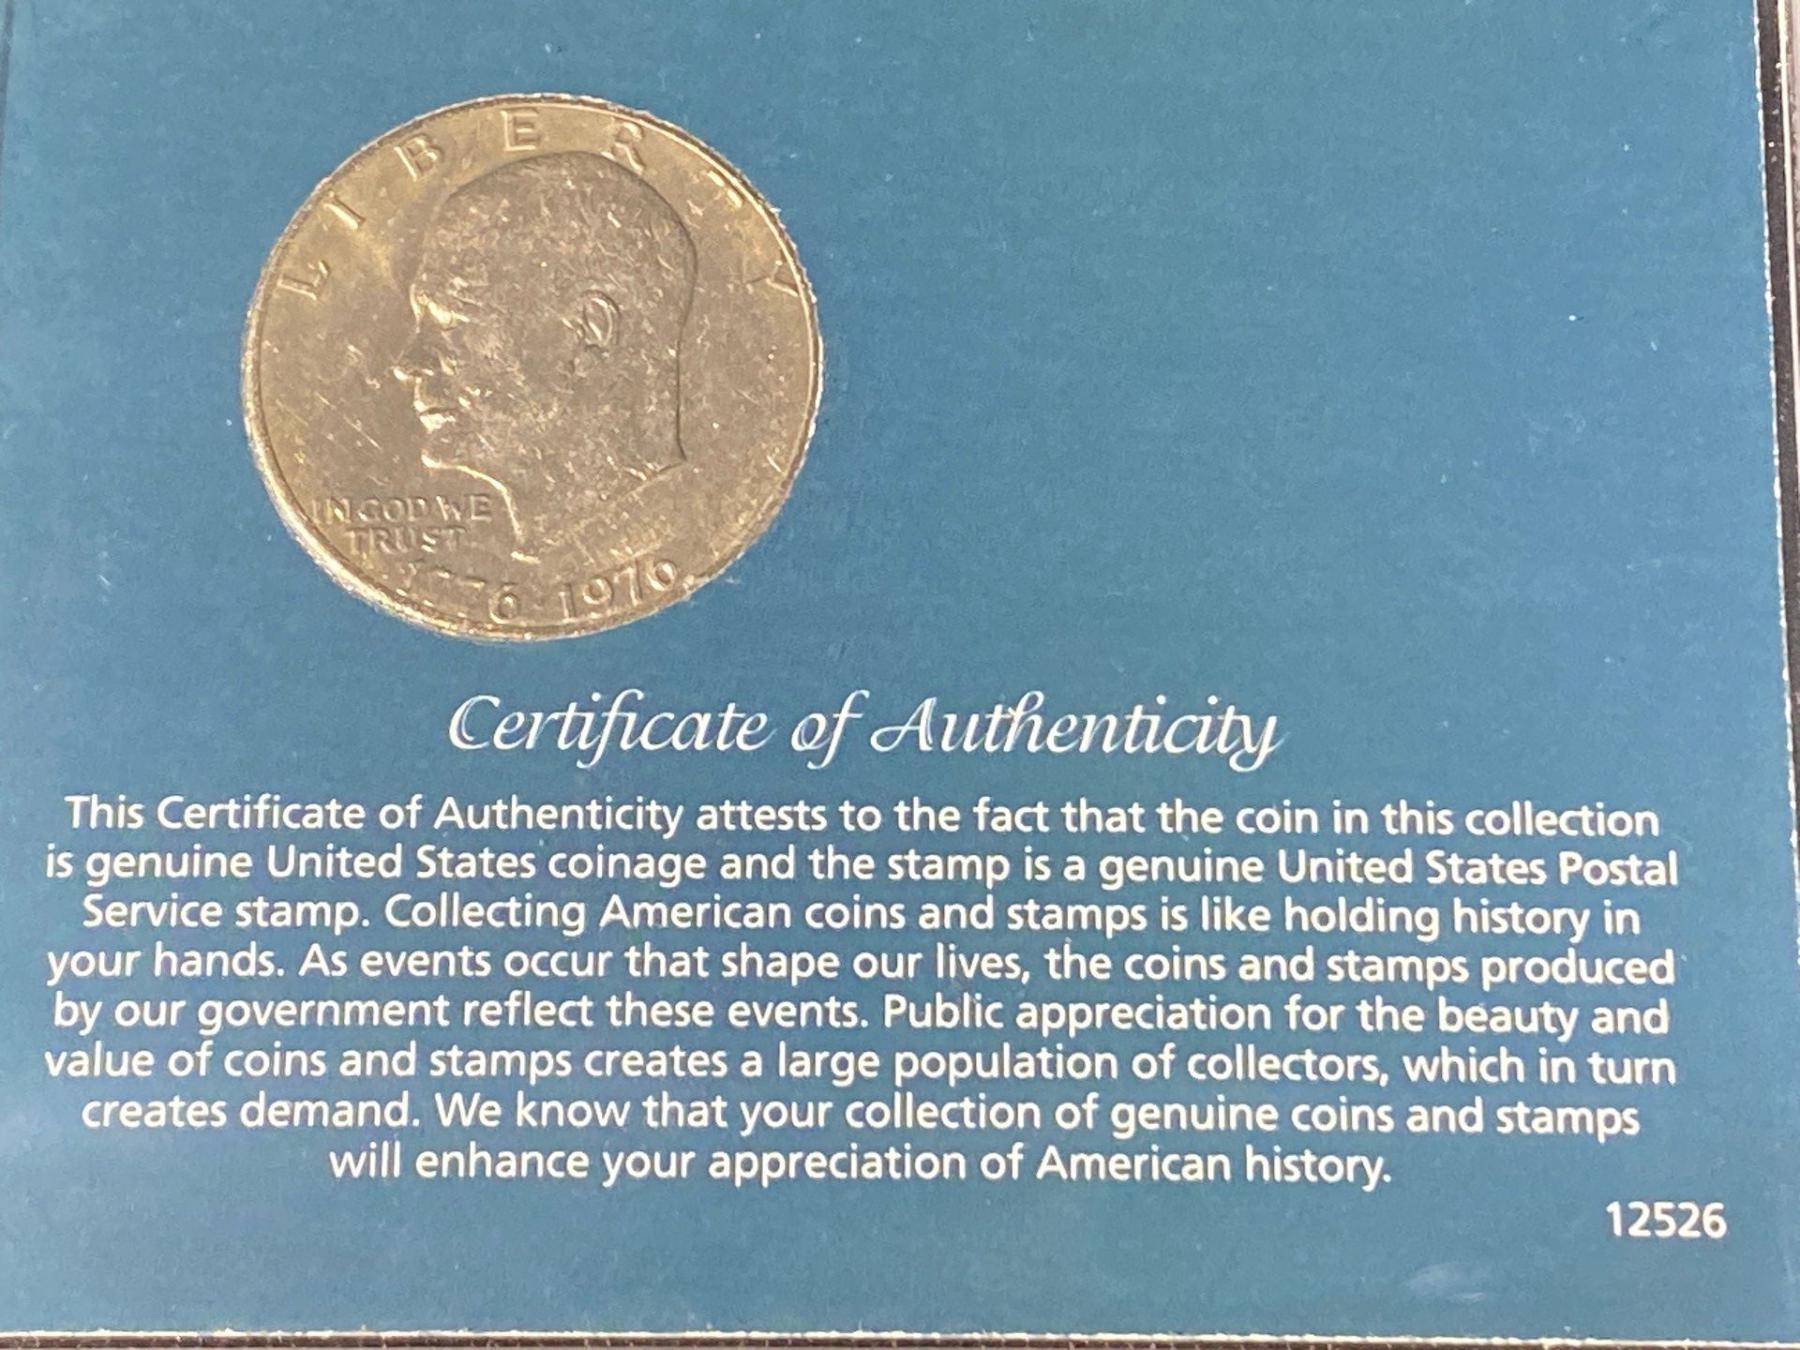 LIBERTY
IN GOD WE
TRUST
1776·1976
Certificate of Authenticity
This Certificate of Authenticity attests to the fact that the coin in this collection
is genuine United States coinage and the stamp is a genuine United States Postal
Service stamp. Collecting American coins and stamps is like holding history in
your hands. As events occur that shape our lives, the coins and stamps produced
by our government reflect these events. Public appreciation for the beauty and
value of coins and stamps creates a large population of collectors, which in turn
creates demand. We know that your collection of genuine coins and stamps
will enhance your appreciation of American history.
12526